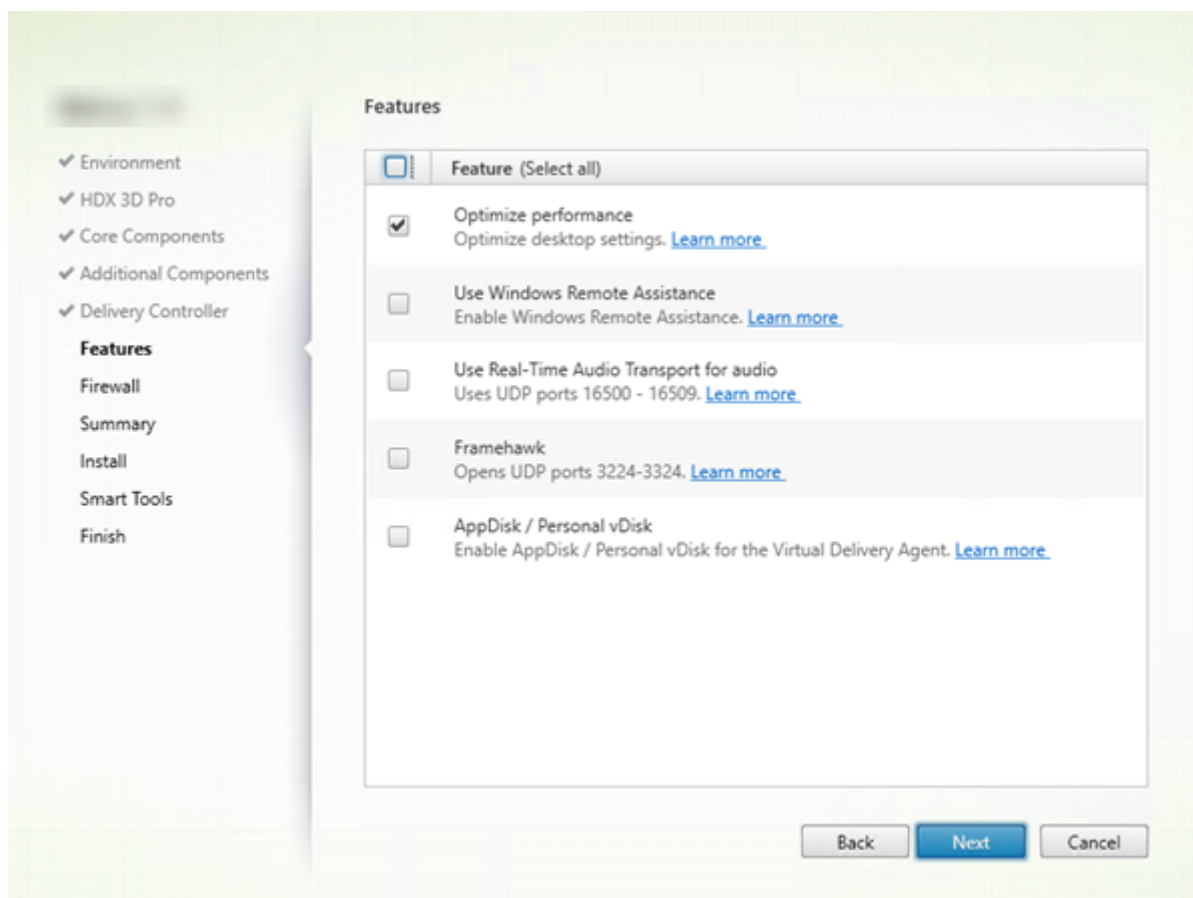 Environment
HDX 3D Pro
Core Components
Additional Components
Delivery Controller
Features
Firewall
Summary
Install
Smart Tools
Finish
Features
Feature (Select all)
Optimize performance
Optimize desktop settings. Learn more
Use Windows Remote Assistance
Enable Windows Remote Assistance. Learn more
Use Real-Time Audio Transport for audio
Uses UDP ports 16500 - 16509. Learn more
Framehawk
Opens UDP ports 3224-3324. Learn more
AppDisk / Personal vDisk
Enable AppDisk / Personal vDisk for the Virtual Delivery Agent. Learn more
Back Next Cancel